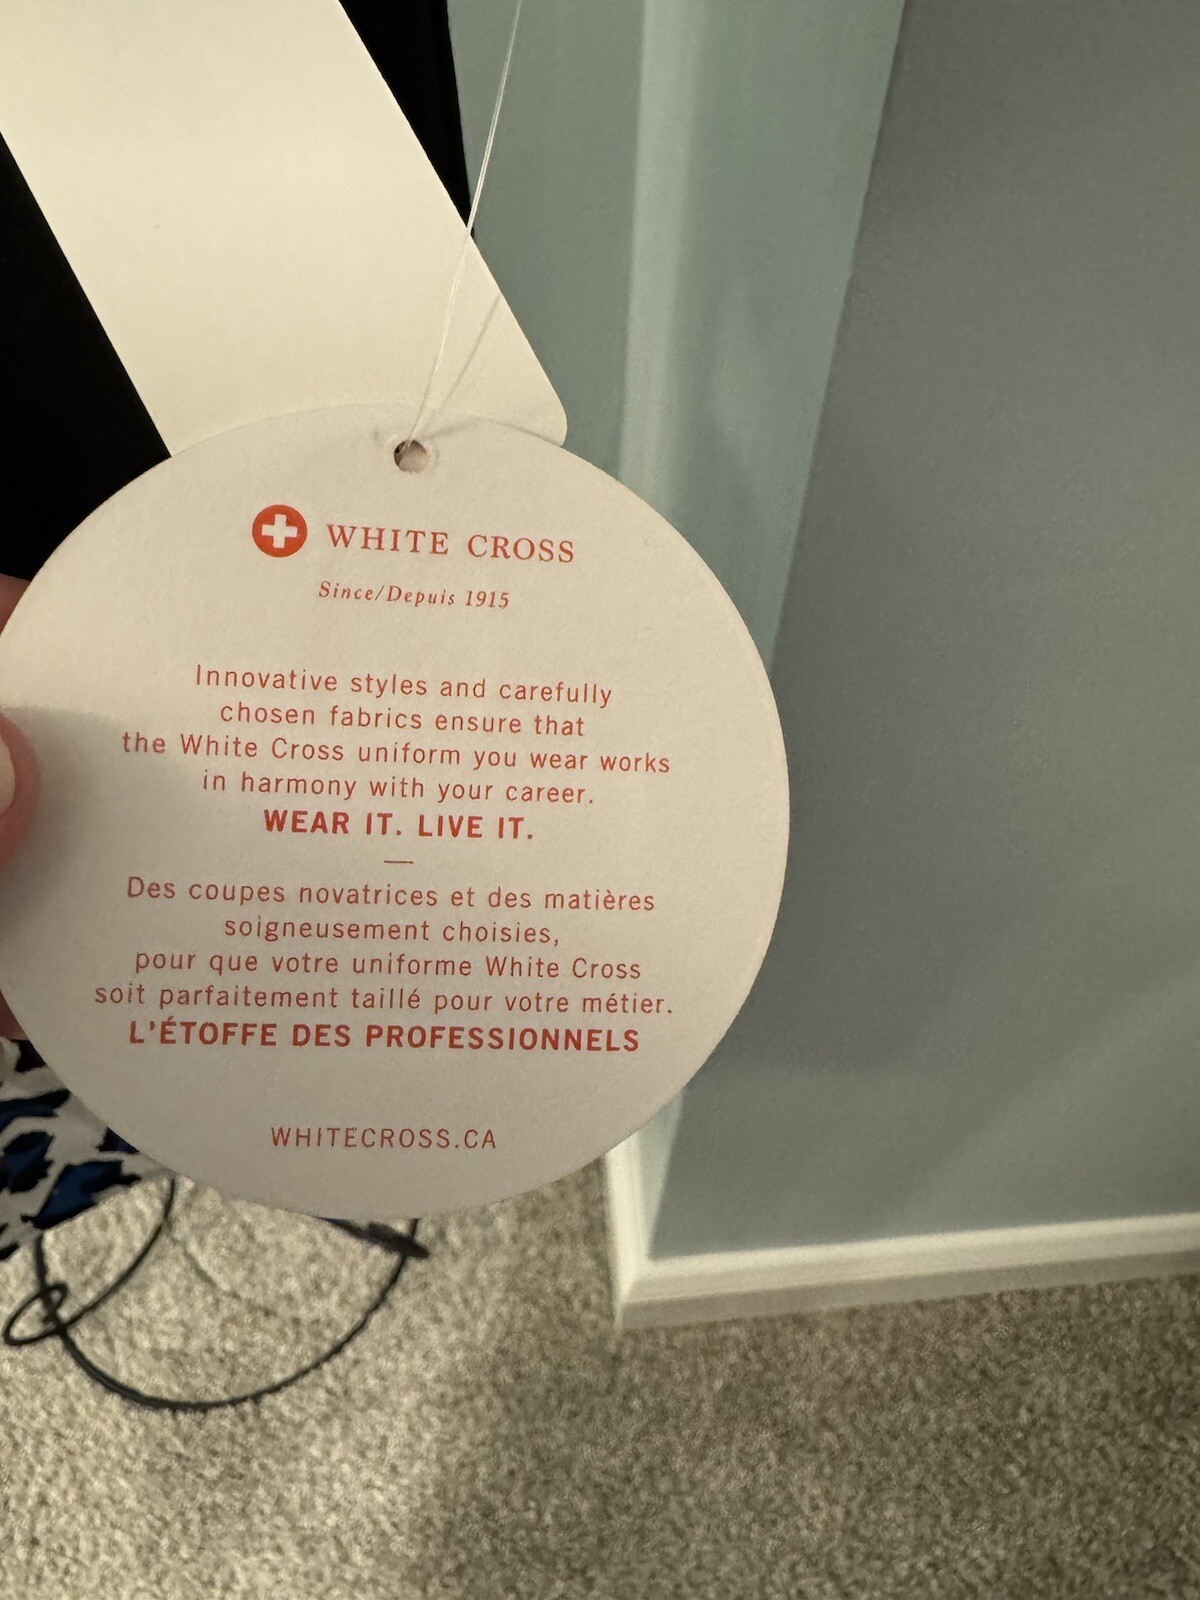 WHITE CROSS
Since/Depuis 1915
Innovative styles and carefully
chosen fabrics ensure that
the White Cross uniform you wear works
in harmony with your career.
WEAR IT. LIVE IT.
—
Des coupes novatrices et des matières
soigneusement choisies,
pour que votre uniforme White Cross
soit parfaitement taillé pour votre métier.
L'ÉTOFFE DES PROFESSIONNELS
WHITECROSS.CA